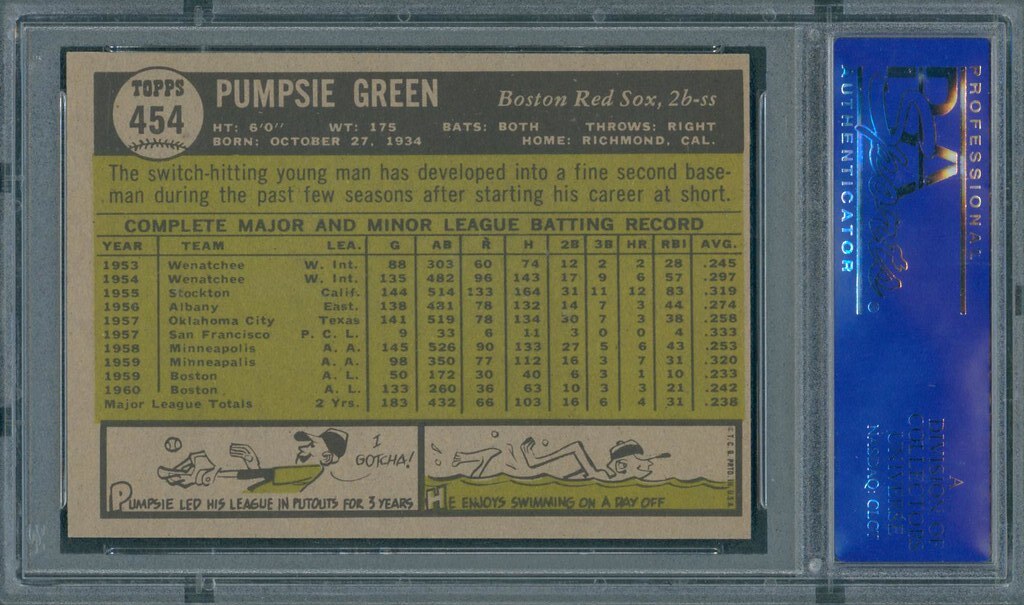 TOPPS
454
PUMPSIE GREEN
Boston Red Sox, 2b-ss
HT: 6'0" WT: 175 BATS: BOTH THROWS: RIGHT
BORN: OCTOBER 27, 1934 HOME: RICHMOND, CAL.
The switch-hitting young man has developed into a fine second base-
man during the past few seasons after starting his career at short.
COMPLETE MAJOR AND MINOR LEAGUE BATTING RECORD
YEAR TEAM LEA. G AB R H 2B 3B HR RBI AVG.
1953 Wenatchee W. Int. 88 303 60 74 12 2 2 28 .245
1954 Wenatchee W. Int. 135 482 96 143 17 9 6 57 .297
1955 Stockton Calif. 144 514 133 164 31 11 12 83 .319
1956 Albany East. 138 481 78 132 14 7 3 44 .274
1957 Oklahoma City Texas 141 519 78 134 30 7 3 38 .258
1957 San Francisco P. C. L. 9 33 6 11 3 0 0 4 .333
1958 Minneapolis A. A. 145 526 90 133 27 5 6 43 .253
1959 Minneapolis A. A. 98 350 77 112 16 3 7 31 .320
1959 Boston A. L. 50 172 30 40 6 3 1 10 .233
1960 Boston A. L. 133 260 36 63 10 3 3 21 .242
Major League Totals 2 Yrs. 183 432 66 103 16 6 4 31 .238
I
GOTCHA!
PUMPSIE LED HIS LEAGUE IN PUTOUTS FOR 3 YEARS
HE ENJOYS SWIMMING ON A DAY OFF
©T.C.G. PRTD. IN U.S.A.
PROFESSIONAL
PSA
AUTHENTICATOR
A
DIVISION OF
COLLECTORS
UNIVERSE
NASDAQ: CLCT